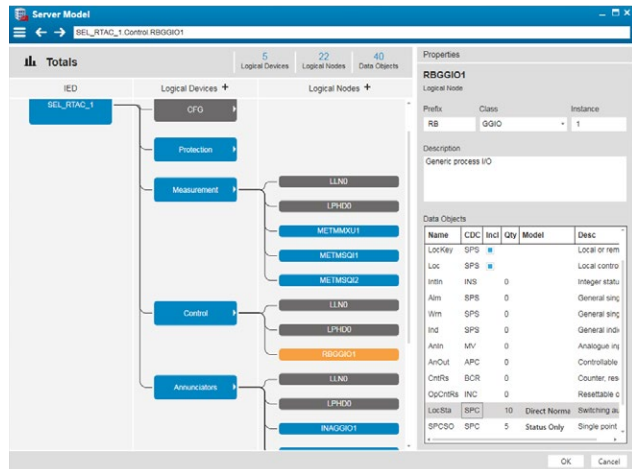 Server Model
SEL_RTAC_1.Control.RBGGIO1
Totals
5 Logical Devices
22 Logical Nodes
40 Data Objects
IED
Logical Devices +
Logical Nodes +
SEL_RTAC_1
CFG
Protection
Measurement
LLN0
LPHD0
METMMXU1
METMSQI1
METMSQI2
Control
LLN0
LPHD0
RBGGIO1
Annunciators
LLN0
LPHD0
INAGGIO1
Properties
RBGGIO1
Logical Node
Prefix Class Instance
RB GGIO 1
Description
Generic process I/O
Data Objects
Name CDC Incl Qty Model Desc
LocKey SPS Local or rem
Loc SPS Local contro
IntIn INS 0 Integer statu
Alm SPS 0 General sing
Wrn SPS 0 General sing
Ind SPS 0 General indi
AnIn MV 0 Analogue inp
AnOut APC 0 Controllable
CntRs BCR 0 Counter, res
OpCntRs INC 0 Resettable o
LocSta SPC 10 Direct Norma Switching au
SPCSO SPC 5 Status Only Single point
OK Cancel